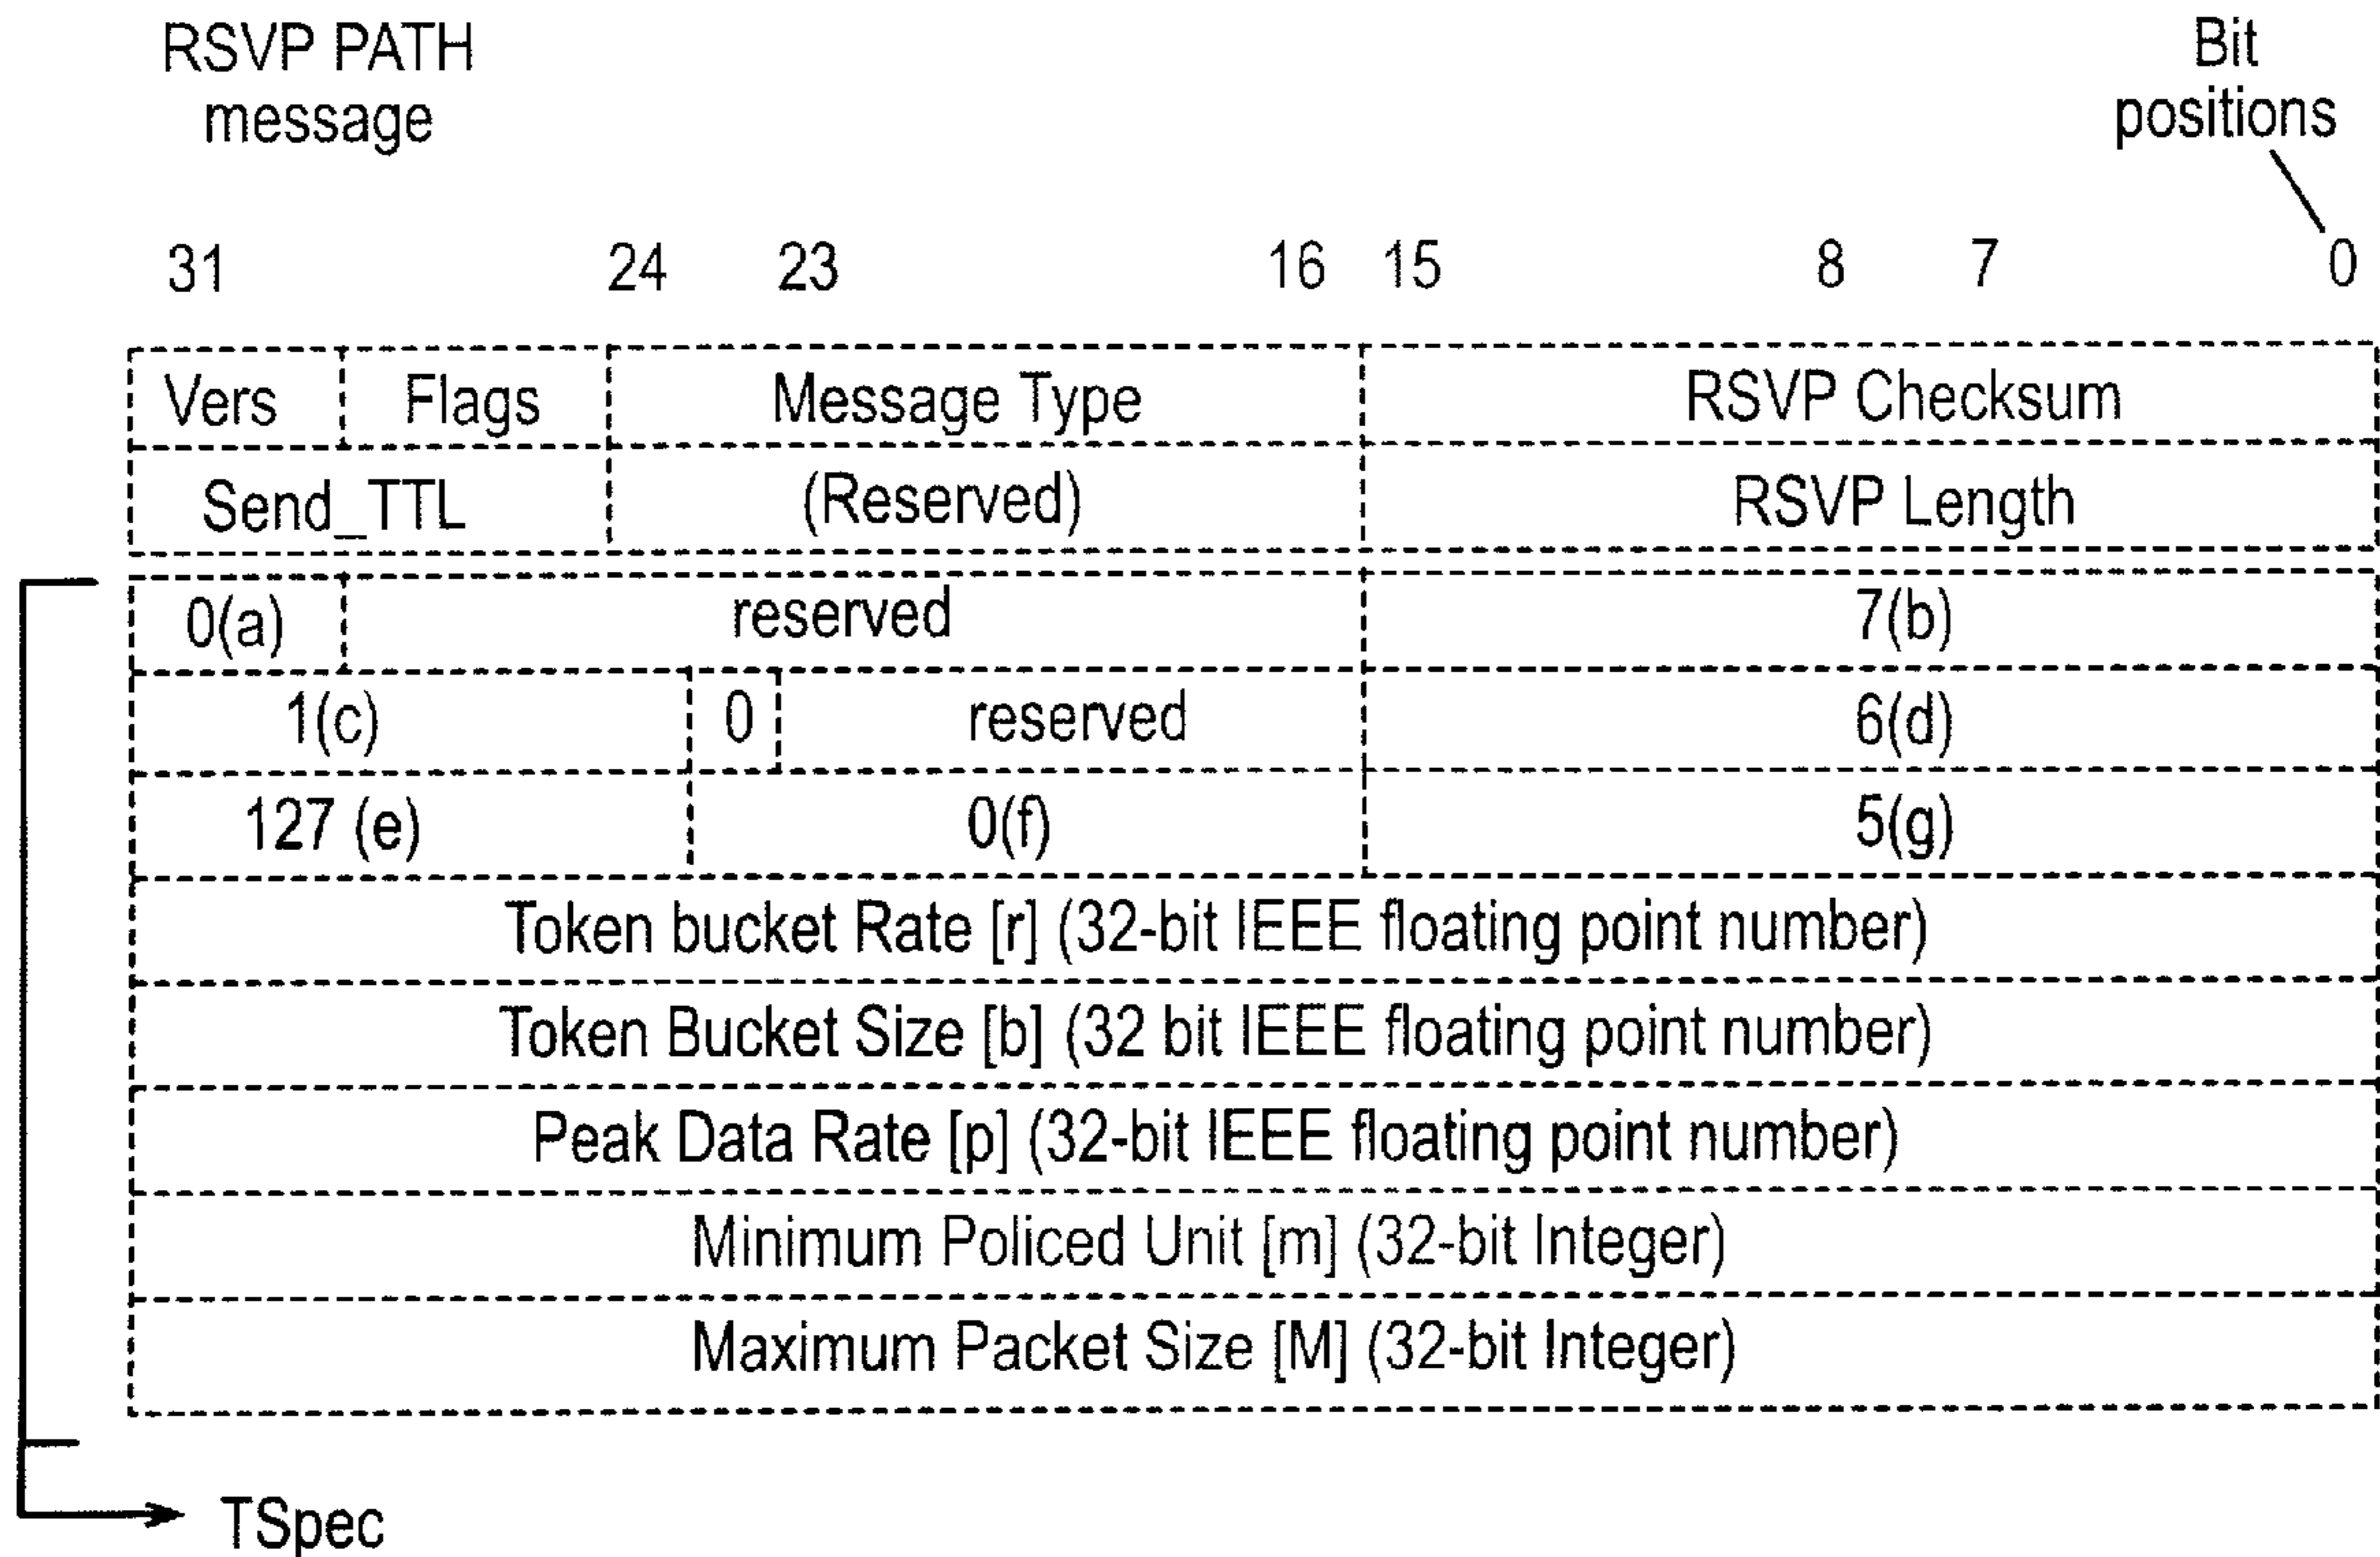 RSVP PATH
message
Bit
positions
31 24 23 16 15 8 7 0
Vers Flags Message Type RSVP Checksum
Send_TTL (Reserved) RSVP Length
0(a) reserved 7(b)
1(c) 0 reserved 6(d)
127 (e) 0(f) 5(g)
Token bucket Rate [r] (32-bit IEEE floating point number)
Token Bucket Size [b] (32 bit IEEE floating point number)
Peak Data Rate [p] (32-bit IEEE floating point number)
Minimum Policed Unit [m] (32-bit Integer)
Maximum Packet Size [M] (32-bit Integer)
TSpec